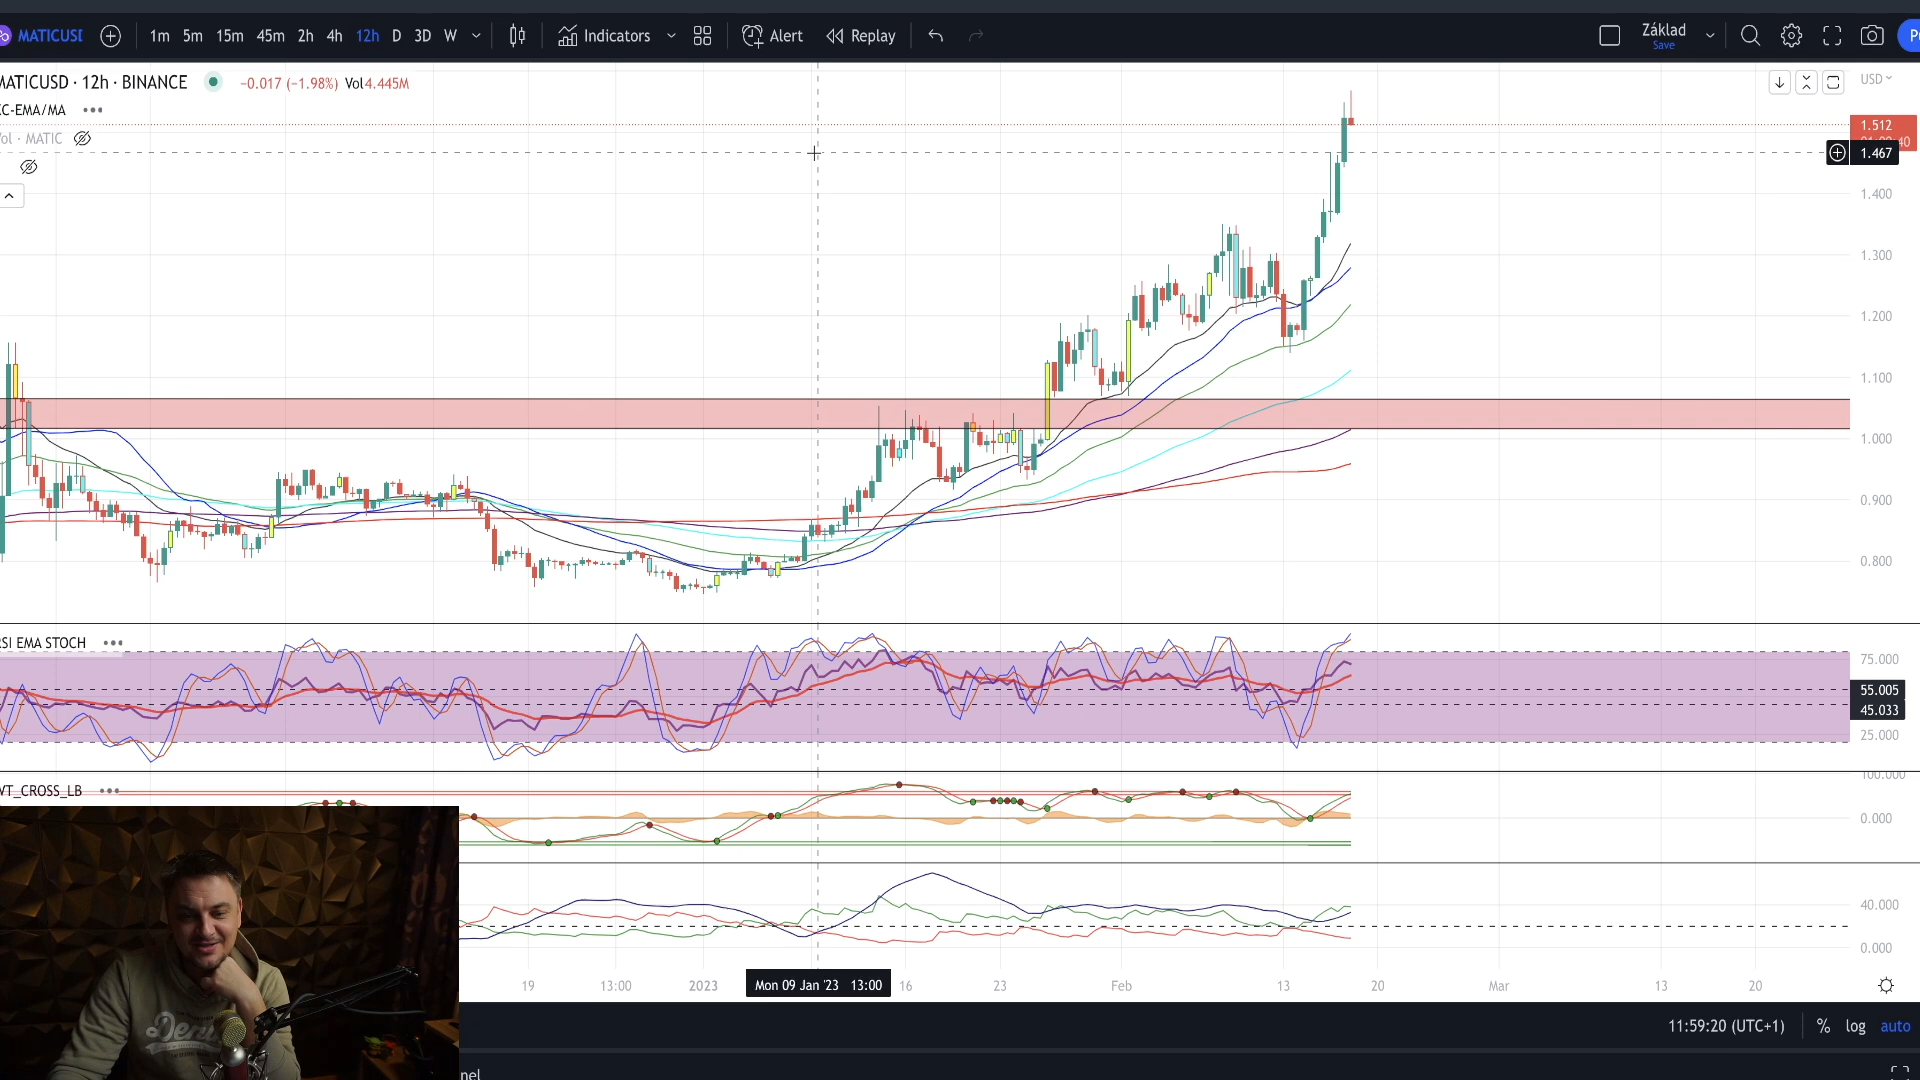 MATICUSD
1m 5m 15m 45m 2h 4h 12h D 3D W Indicators Alert Replay Základ
Save
MATICUSD · 12h · BINANCE −0.017 (−1.98%) Vol4.445M
C-EMA/MA
ol · MATIC
USD
1.512
40
1.467
1.400
1.300
1.200
1.100
1.000
0.900
0.800
RSI EMA STOCH
75.000
55.005
45.033
25.000
WT_CROSS_LB
100.000
0.000
40.000
0.000
19 13:00 2023 Mon 09 Jan '23 13:00 16 23 Feb 13 20 Mar 13 20
11:59:20 (UTC+1) % log auto
nel